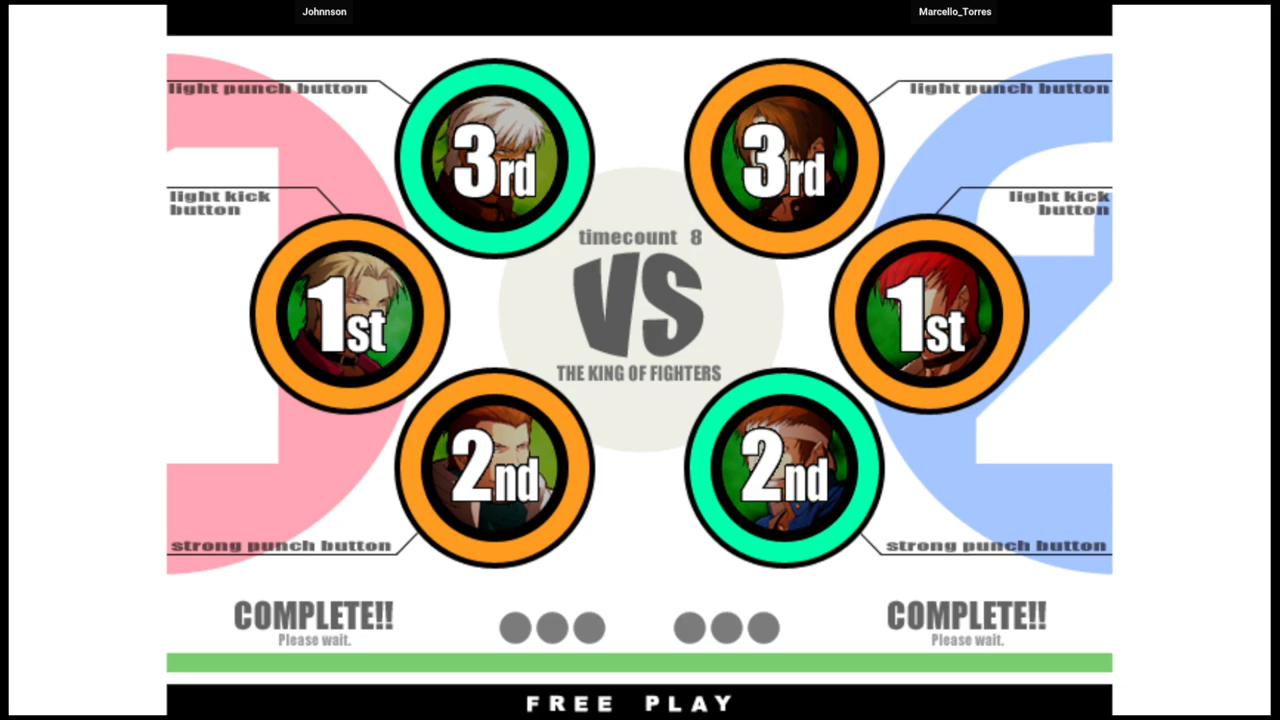 Johnnson
Marcello_Torres
light punch button
light punch button
3rd
3rd
light kick
button
light kick
button
timecount 8
VS
THE KING OF FIGHTERS
1st
1st
2nd
2nd
strong punch button
strong punch button
COMPLETE!!
Please wait.
COMPLETE!!
Please wait.
FREE PLAY
1
2